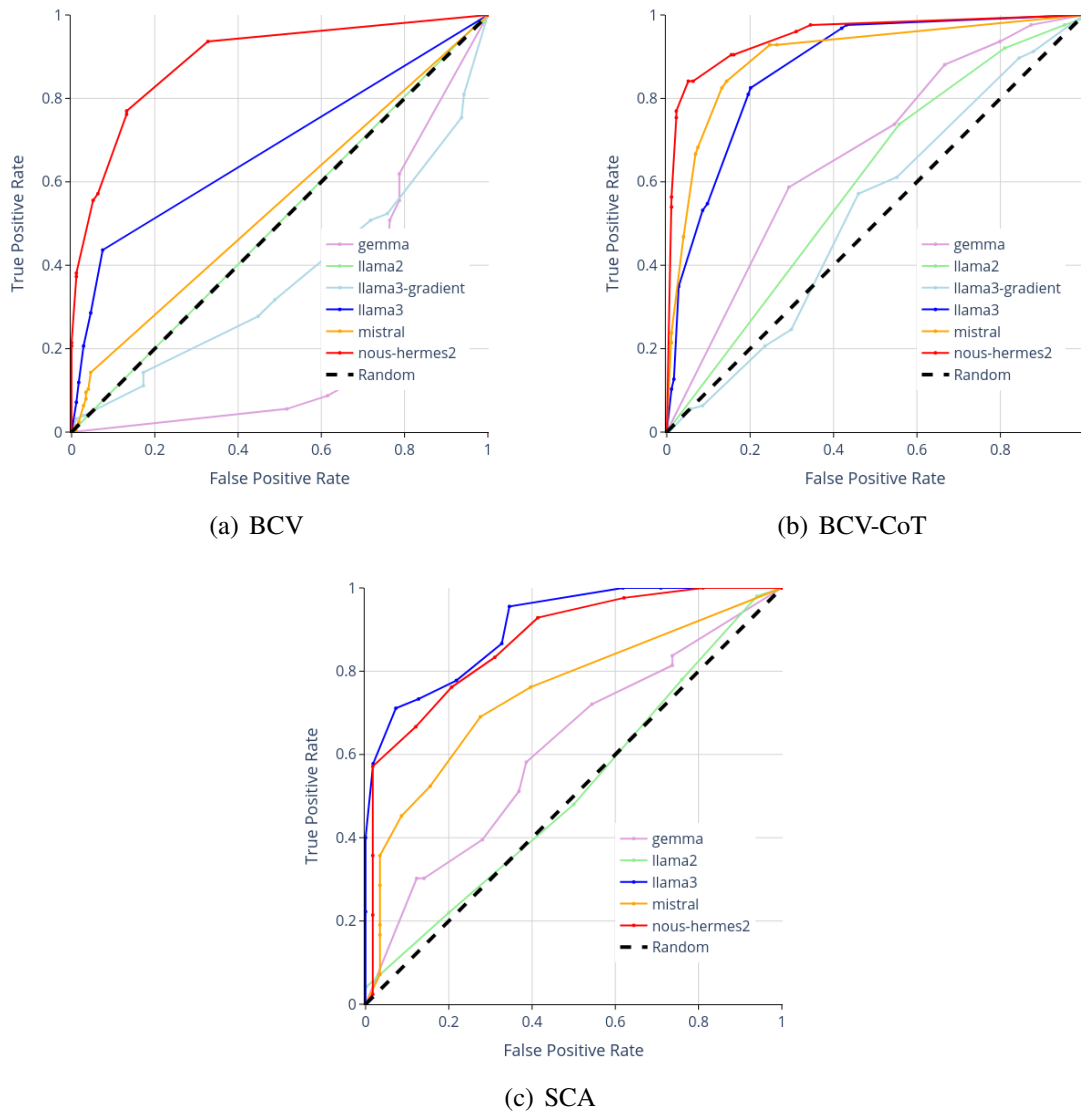 1
0.8
0.6
0.4
0.2
0
0 0.2 0.4 0.6 0.8 1
True Positive Rate
False Positive Rate
gemma
llama2
llama3-gradient
llama3
mistral
nous-hermes2
Random
(a) BCV
1
0.8
0.6
0.4
0.2
0
0 0.2 0.4 0.6 0.8 1
True Positive Rate
False Positive Rate
gemma
llama2
llama3-gradient
llama3
mistral
nous-hermes2
Random
(b) BCV-CoT
1
0.8
0.6
0.4
0.2
0
0 0.2 0.4 0.6 0.8 1
True Positive Rate
False Positive Rate
gemma
llama2
llama3
mistral
nous-hermes2
Random
(c) SCA